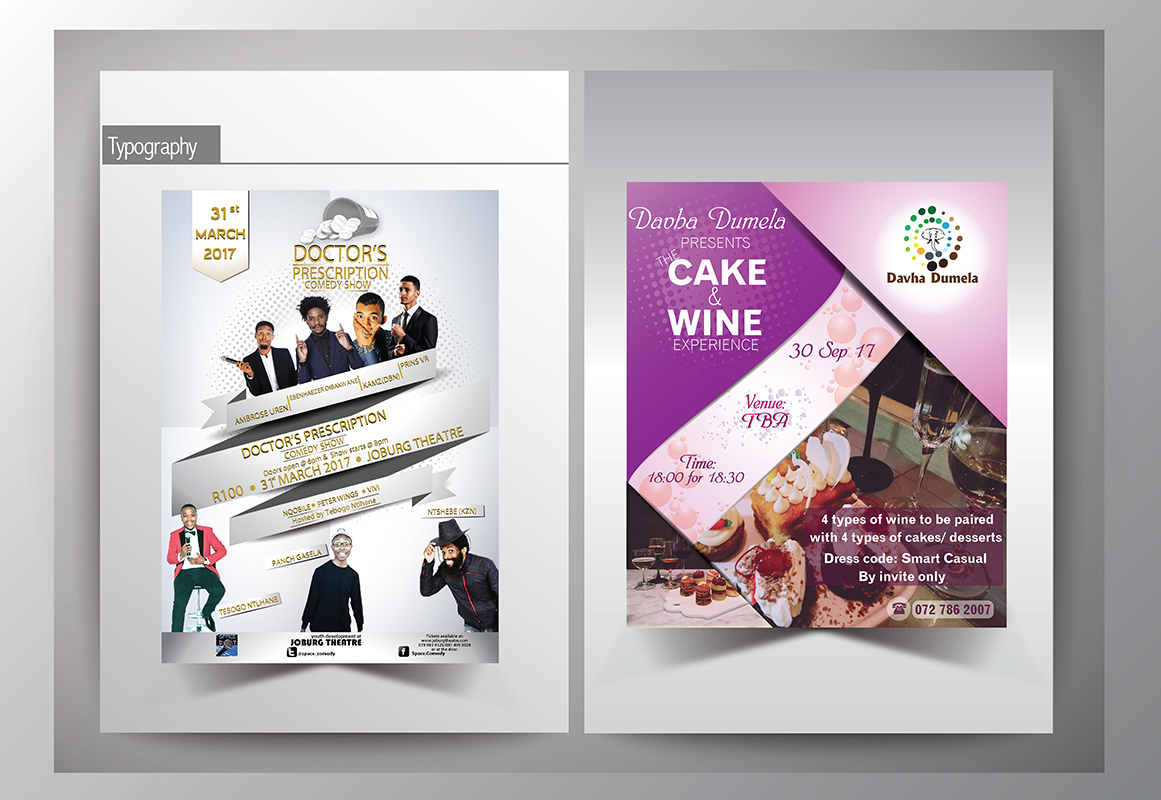 Typography
31st
MARCH
2017
DOCTOR'S
PRESCRIPTION
COMEDY SHOW
AMBROSE UREN
EBENHAEZER DIBAKWANE
KAMZ(DBN)
PRINS VR
DOCTOR'S PRESCRIPTION
COMEDY SHOW
Doors open @ 6pm & Show starts @ 8pm
R100 • 31st MARCH 2017 • JOBURG THEATRE
NQOBILE • PETER WINGS • VIVI
Hosted by Tebogo Ntlhane
NTSHEBE (KZN)
PANCH GASELA
TEBOGO NTLHANE
youth development at
JOBURG THEATRE
@space_comedy
Tickets available at:
www.joburgtheatre.com
or at the door.
Space.Comedy
Davha Dumela
PRESENTS
THE
CAKE
&
WINE
EXPERIENCE
Davha Dumela
30 Sep 17
Venue:
TBA
Time:
18:00 for 18:30
4 types of wine to be paired
with 4 types of cakes/ desserts
Dress code: Smart Casual
By invite only
072 786 2007